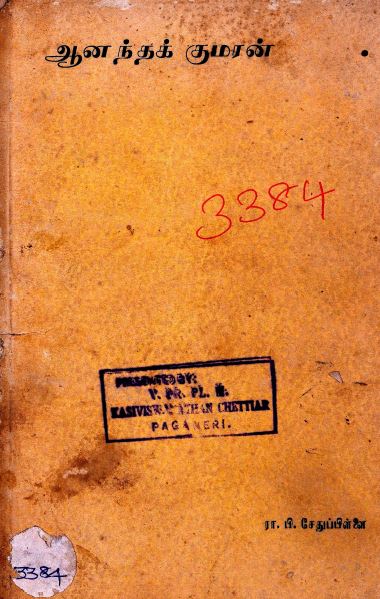 ஆனந்தக் குமரன்
3384
PRESENTED BY:
V. PR. PL. M.
KASIVISWANATHAN CHETTIAR
PAGANERI.
ரா. பி. சேதுப்பிள்ளை
3384